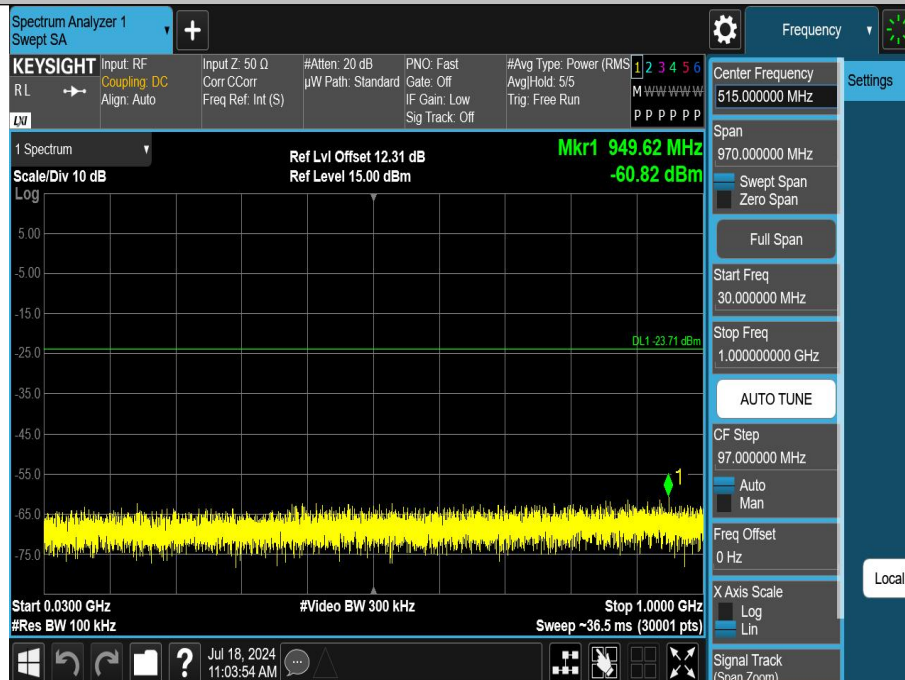 Spectrum Analyzer 1
Swept SA
Frequency
KEYSIGHT
RL
LXI
Input: RF
Coupling: DC
Align: Auto
Input Z: 50 Ω
Corr CCorr
Freq Ref: Int (S)
#Atten: 20 dB
µW Path: Standard
PNO: Fast
Gate: Off
IF Gain: Low
Sig Track: Off
#Avg Type: Power (RMS
Avg|Hold: 5/5
Trig: Free Run
1 2 3 4 5 6
M W W W W W
P P P P P P
1 Spectrum
Scale/Div 10 dB
Ref Lvl Offset 12.31 dB
Ref Level 15.00 dBm
Mkr1 949.62 MHz
-60.82 dBm
Log
5.00
-5.00
-15.0
DL1 -23.71 dBm
-25.0
-35.0
-45.0
-55.0
1
-65.0
-75.0
Start 0.0300 GHz
#Res BW 100 kHz
#Video BW 300 kHz
Stop 1.0000 GHz
Sweep ~36.5 ms (30001 pts)
Center Frequency
515.000000 MHz
Settings
Span
970.000000 MHz
Swept Span
Zero Span
Full Span
Start Freq
30.000000 MHz
Stop Freq
1.000000000 GHz
AUTO TUNE
CF Step
97.000000 MHz
Auto
Man
Freq Offset
0 Hz
Local
X Axis Scale
Log
Lin
Signal Track
(Span Zoom)
?
Jul 18, 2024
11:03:54 AM